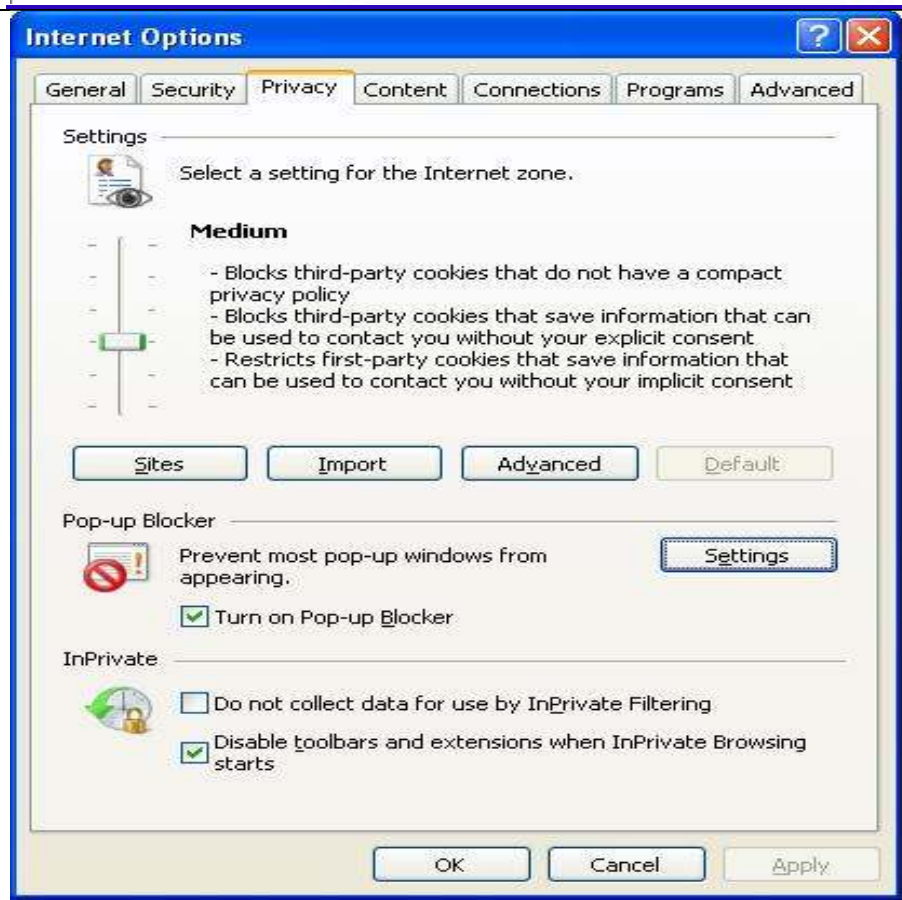 Internet Options
General Security Privacy Content Connections Programs Advanced
Settings
Select a setting for the Internet zone.
Medium
- Blocks third-party cookies that do not have a compact
privacy policy
- Blocks third-party cookies that save information that can
be used to contact you without your explicit consent
- Restricts first-party cookies that save information that
can be used to contact you without your implicit consent
Sites Import Advanced Default
Pop-up Blocker
Prevent most pop-up windows from
appearing.
Settings
Turn on Pop-up Blocker
InPrivate
Do not collect data for use by InPrivate Filtering
Disable toolbars and extensions when InPrivate Browsing
starts
OK Cancel Apply